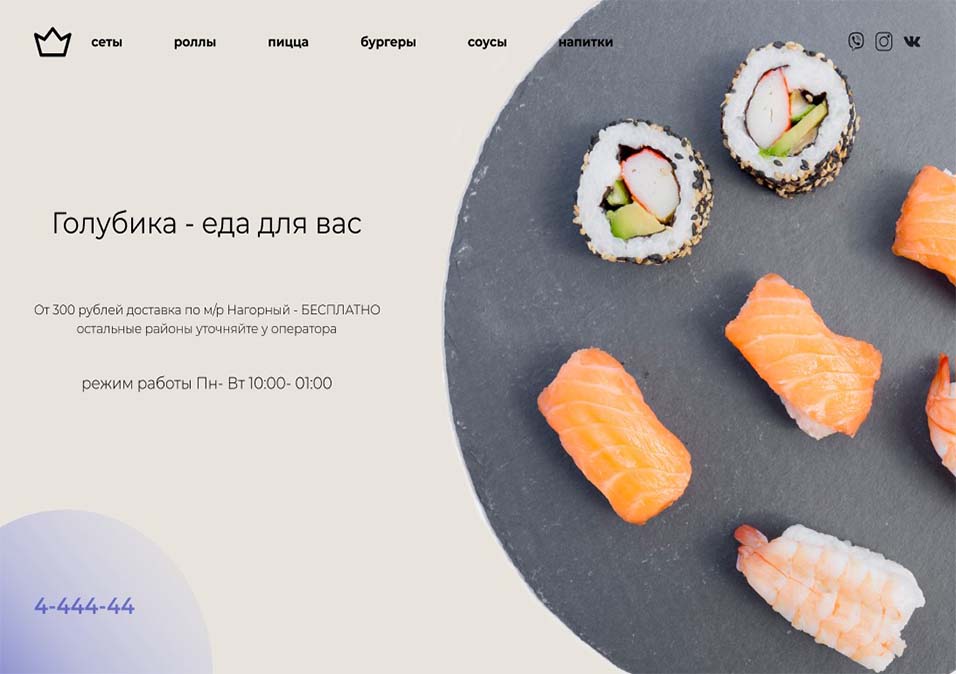 сеты роллы пицца бургеры соусы напитки
Голубика - еда для вас
От 300 рублей доставка по м/р Нагорный - БЕСПЛАТНО
остальные районы уточняйте у оператора
режим работы Пн- Вт 10:00- 01:00
4-444-44